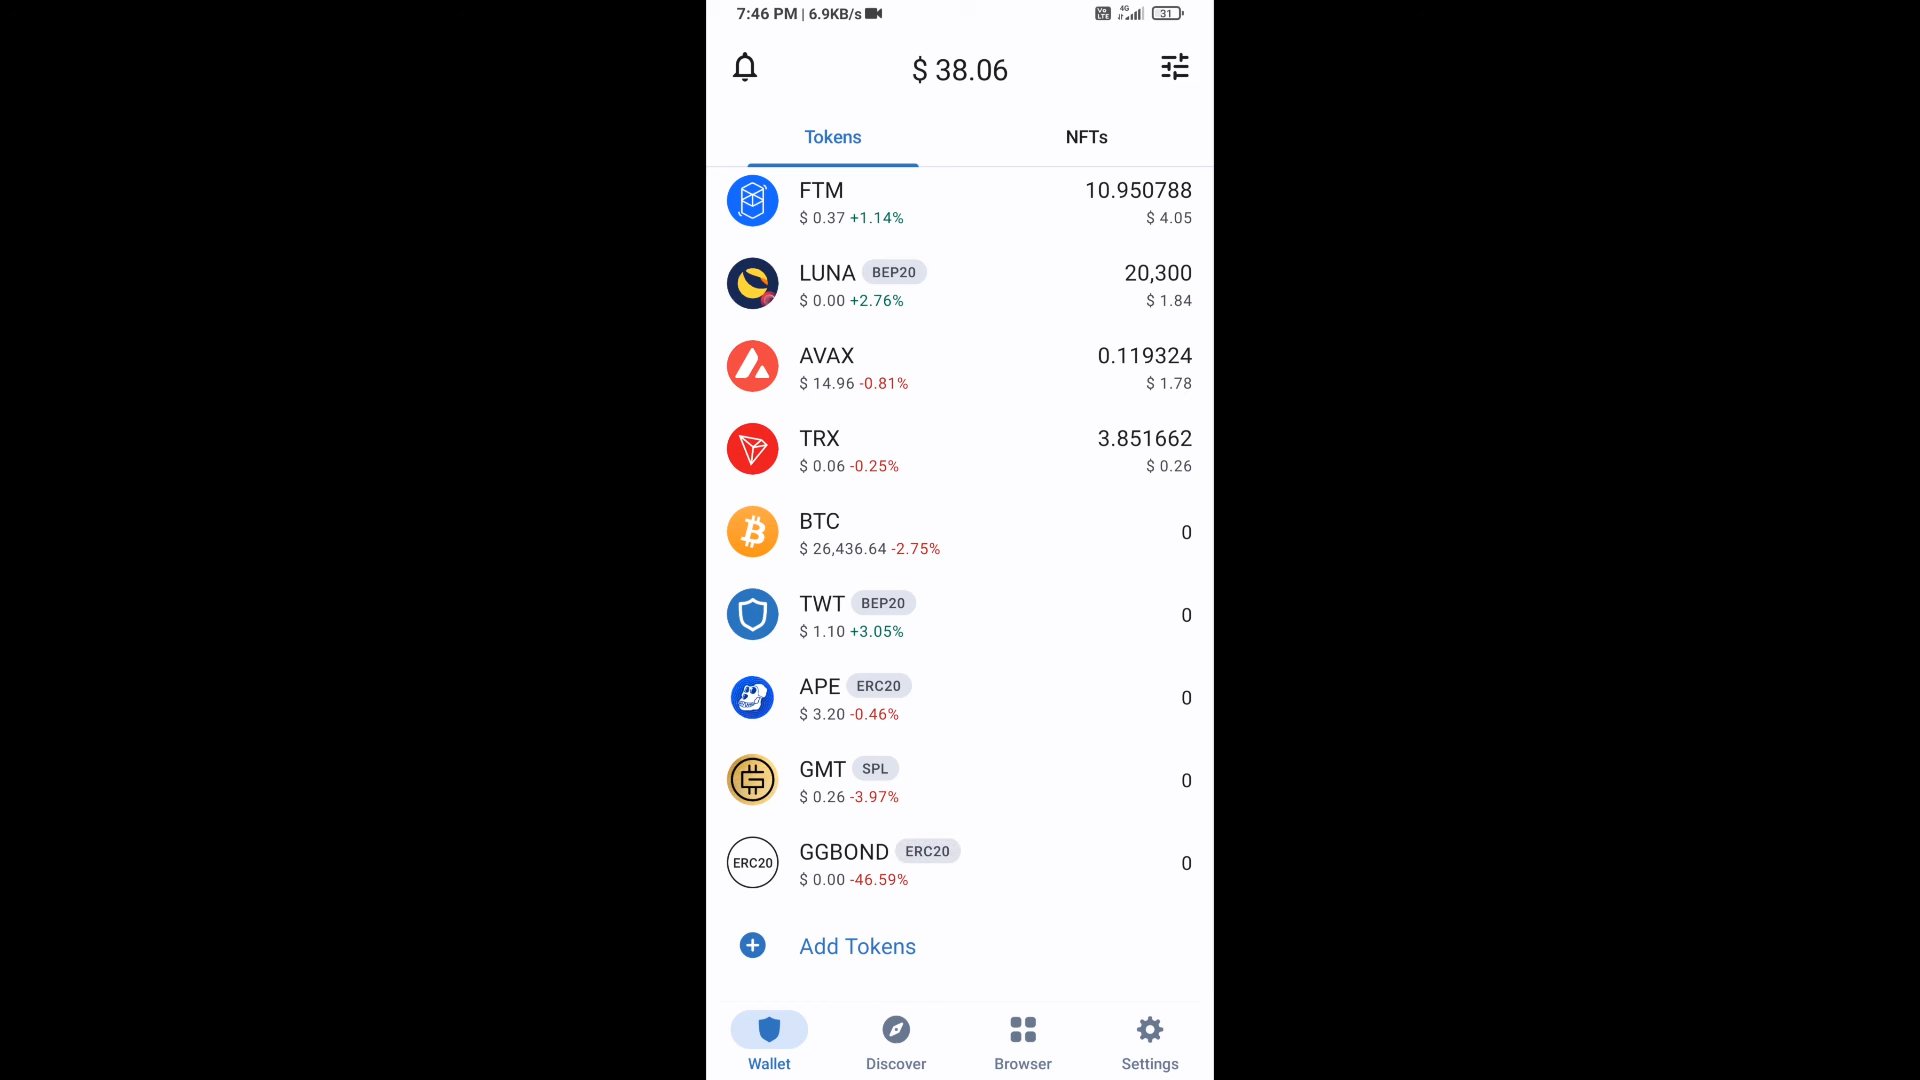 7:46 PM | 6.9KB/s
Vo LTE 4G 31
$ 38.06
Tokens NFTs
FTM 10.950788
$ 0.37 +1.14% $ 4.05
LUNA BEP20 20,300
$ 0.00 +2.76% $ 1.84
AVAX 0.119324
$ 14.96 -0.81% $ 1.78
TRX 3.851662
$ 0.06 -0.25% $ 0.26
BTC 0
$ 26,436.64 -2.75%
TWT BEP20 0
$ 1.10 +3.05%
APE ERC20 0
$ 3.20 -0.46%
GMT SPL 0
$ 0.26 -3.97%
ERC20 GGBOND ERC20 0
$ 0.00 -46.59%
Add Tokens
Wallet Discover Browser Settings